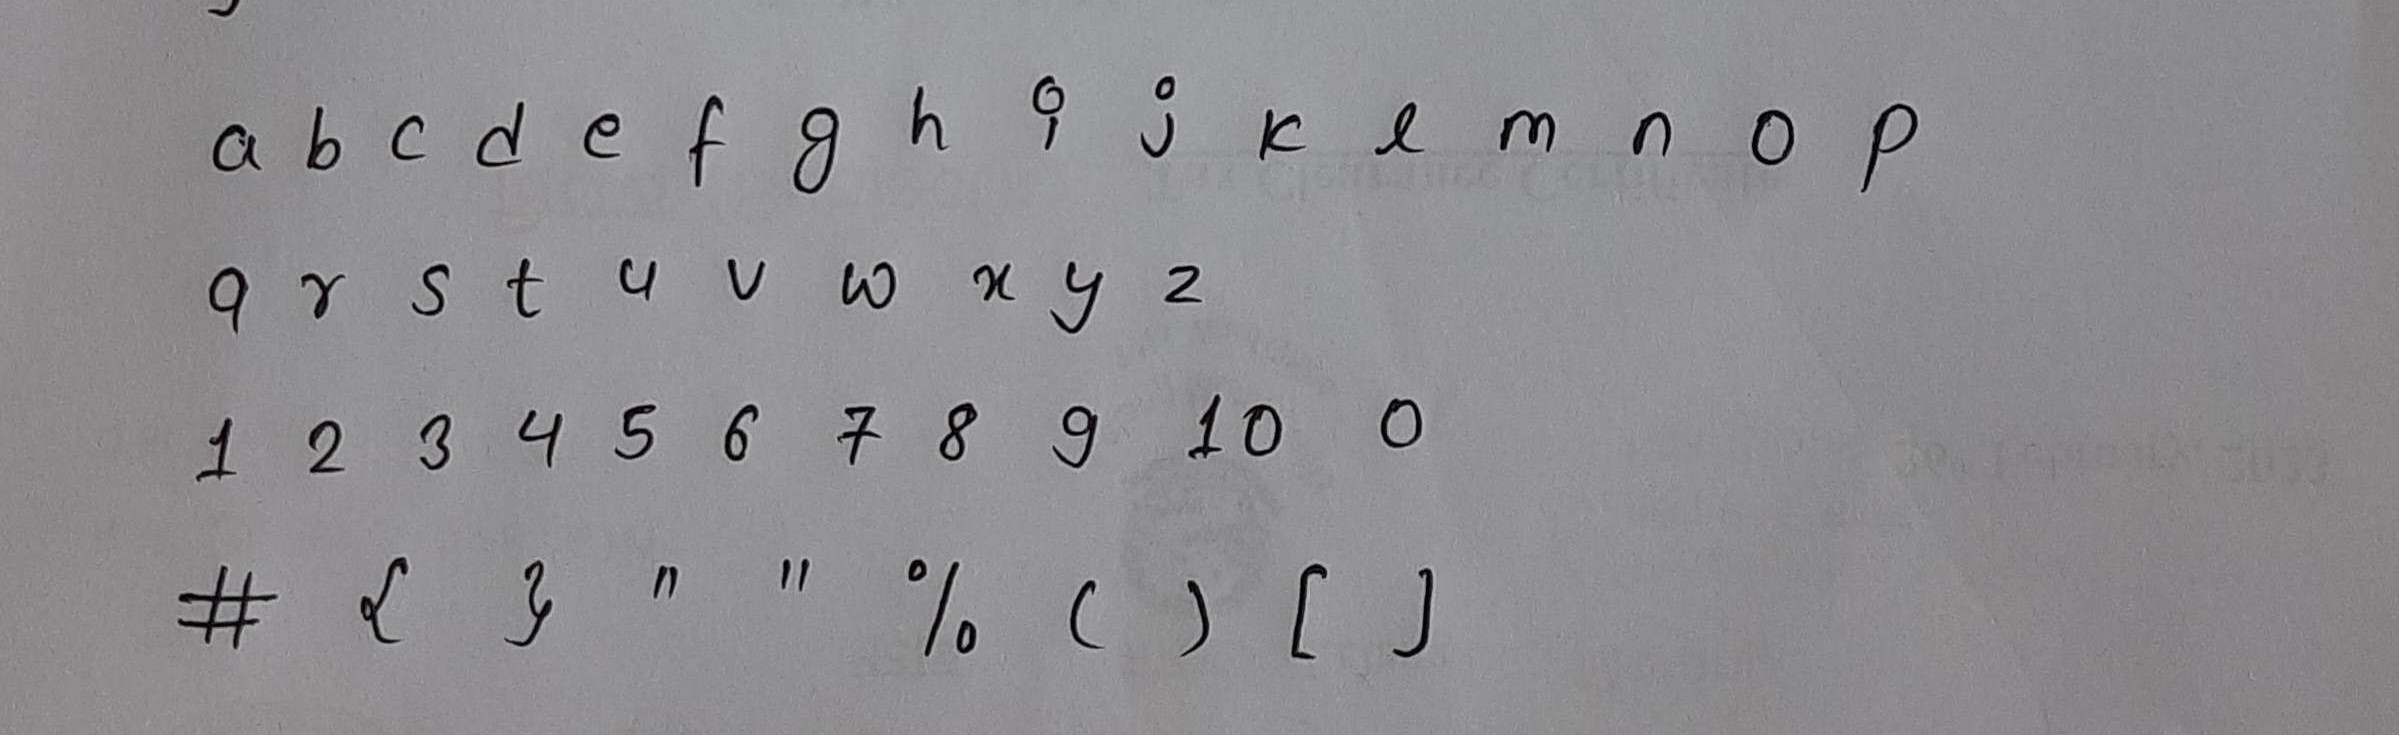 a b c d e f g h i j k l m n o p
q r s t u v w x y z
1 2 3 4 5 6 7 8 9 10 0
# { } " " % ( ) [ ]